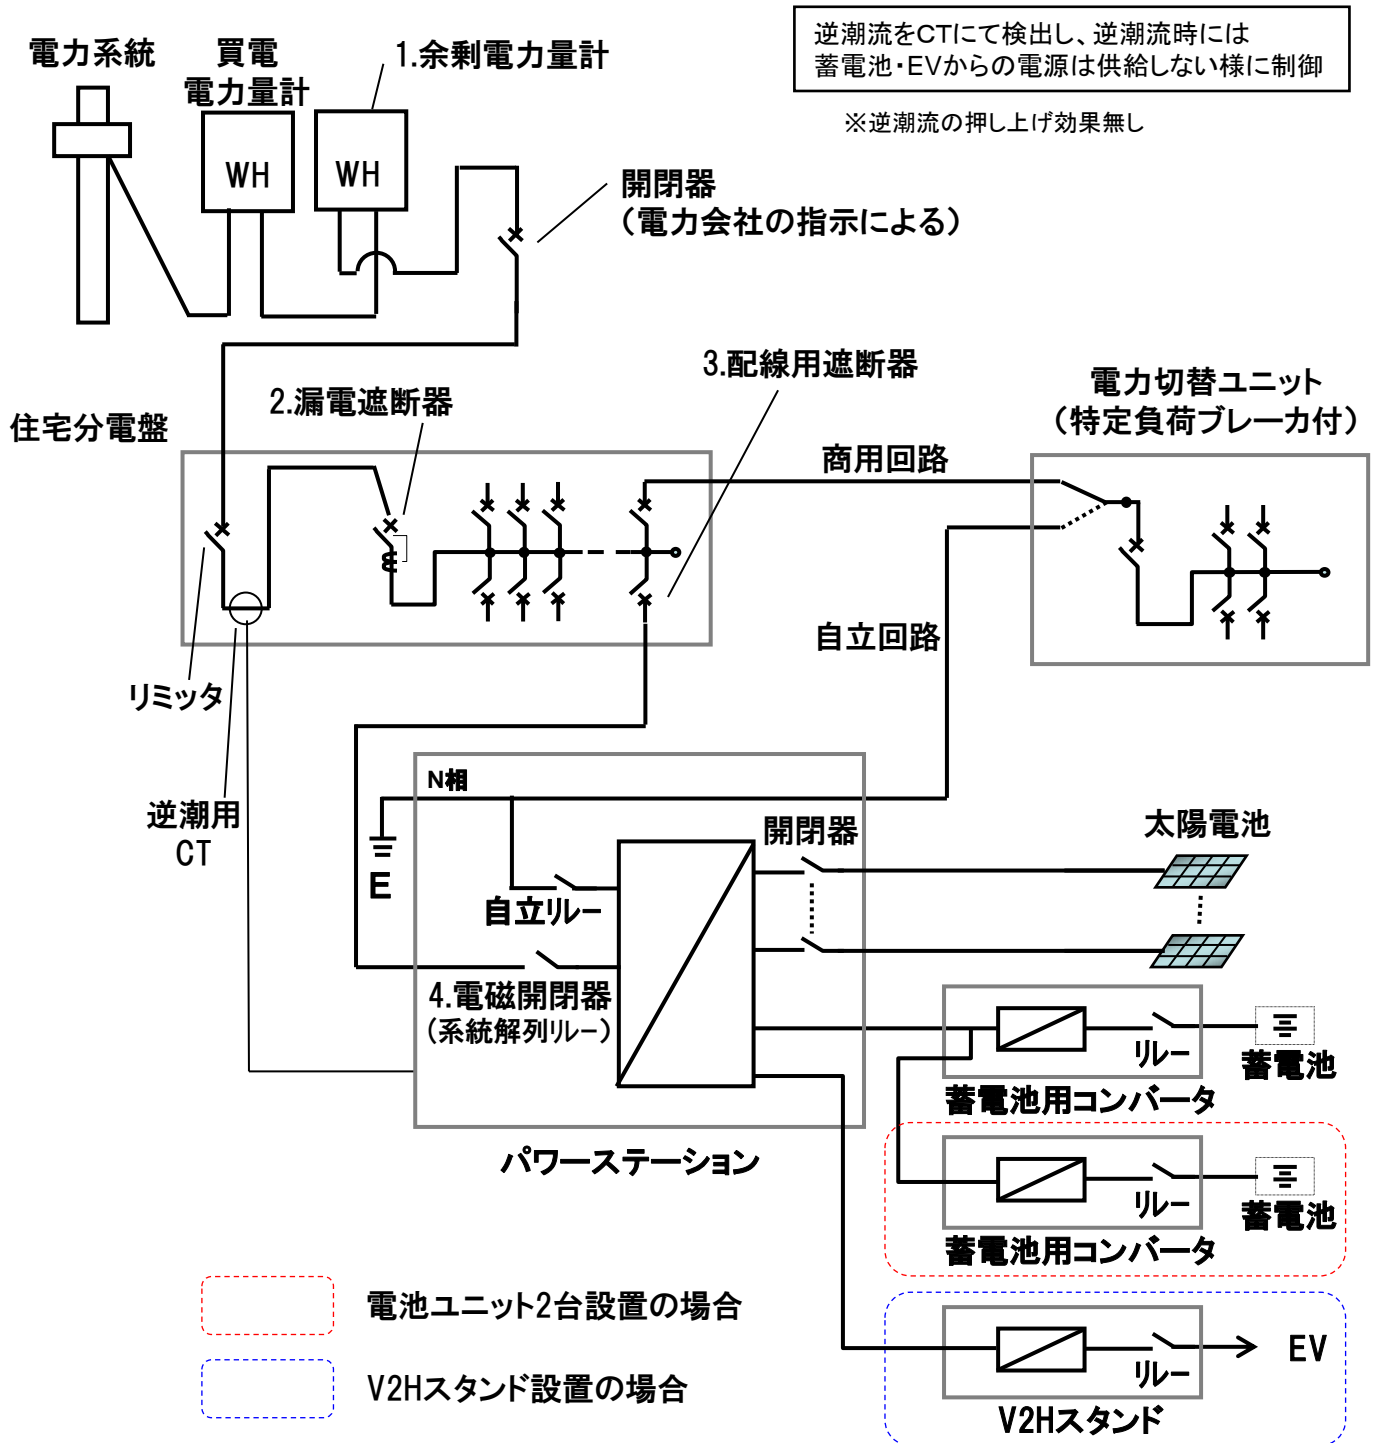 逆潮流をCTにて検出し、逆潮流時には
蓄電池・EVからの電源は供給しない様に制御
※逆潮流の押し上げ効果無し
電力系統
買電
電力量計
1.余剰電力量計
WH
WH
開閉器
（電力会社の指示による）
3.配線用遮断器
2.漏電遮断器
住宅分電盤
電力切替ユニット
（特定負荷ブレーカ付）
商用回路
自立回路
リミッタ
逆潮用
CT
N相
E
開閉器
太陽電池
自立リレー
4.電磁開閉器
（系統解列リレー）
パワーステーション
リレー
蓄電池
蓄電池用コンバータ
リレー
蓄電池
蓄電池用コンバータ
電池ユニット2台設置の場合
EV
リレー
V2Hスタンド設置の場合
V2Hスタンド